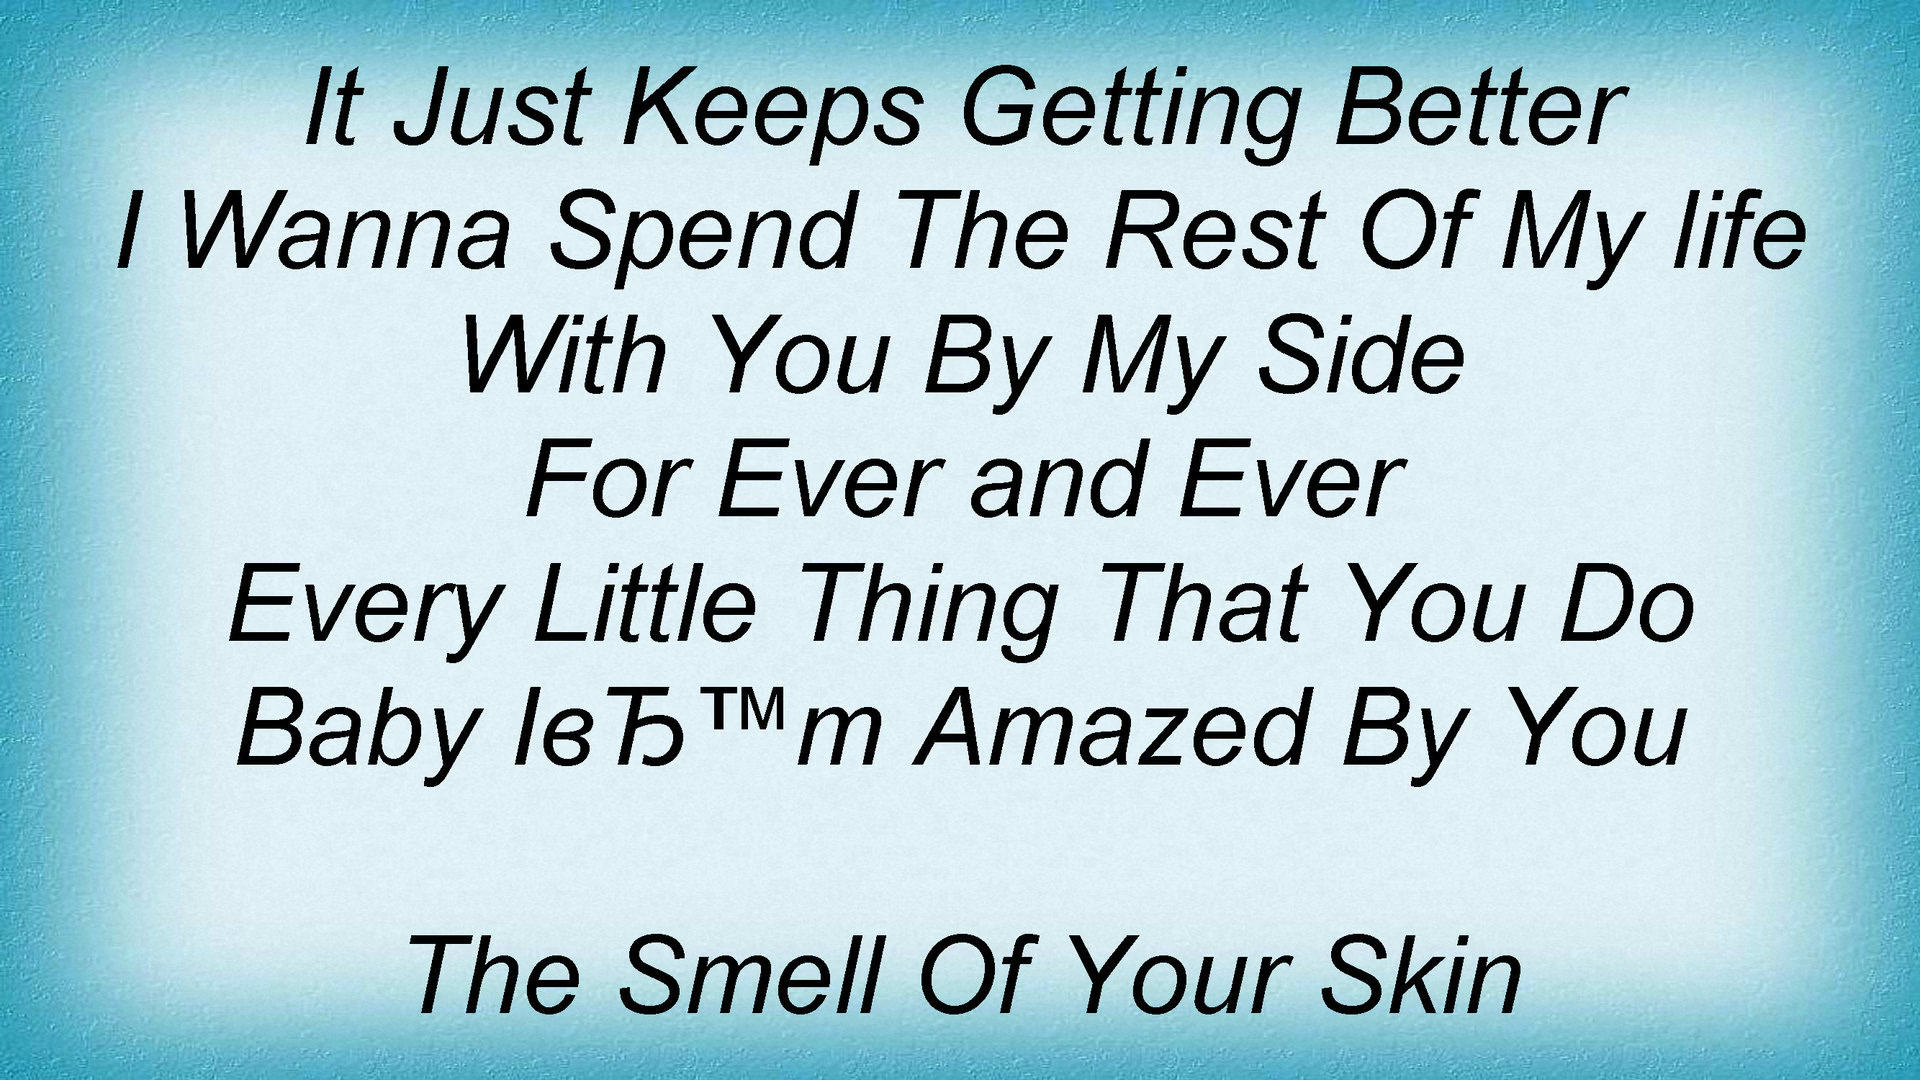 It Just Keeps Getting Better
I Wanna Spend The Rest Of My life
With You By My Side
For Ever and Ever
Every Little Thing That You Do
Baby IвЂ™m Amazed By You
The Smell Of Your Skin